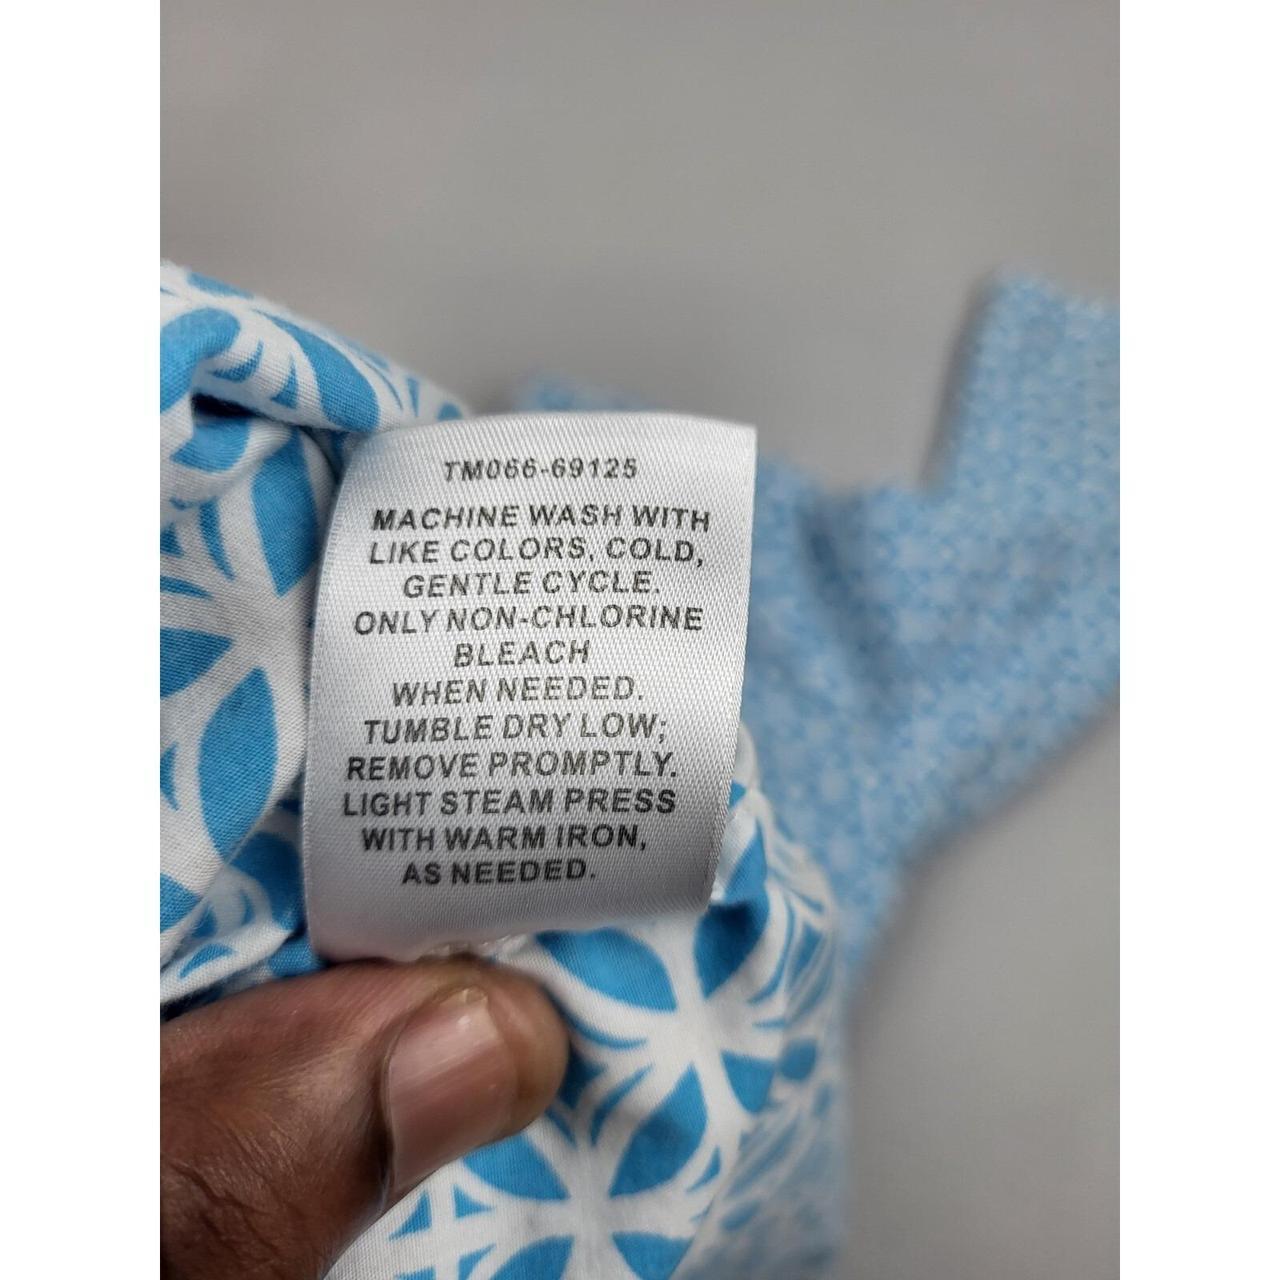 TM066-69125
MACHINE WASH WITH
LIKE COLORS, COLD,
GENTLE CYCLE.
ONLY NON-CHLORINE
BLEACH
WHEN NEEDED.
TUMBLE DRY LOW;
REMOVE PROMPTLY.
LIGHT STEAM PRESS
WITH WARM IRON,
AS NEEDED.